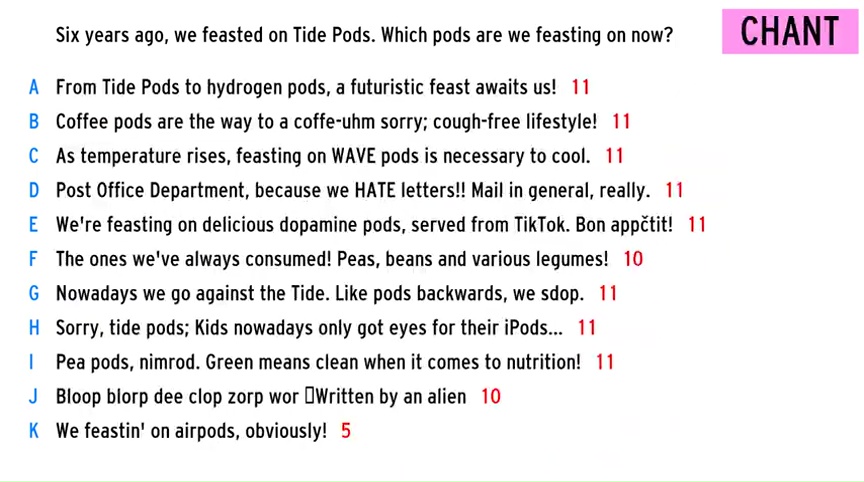 Six years ago, we feasted on Tide Pods. Which pods are we feasting on now?
CHANT
A From Tide Pods to hydrogen pods, a futuristic feast awaits us! 11
B Coffee pods are the way to a coffe-uhm sorry; cough-free lifestyle! 11
C As temperature rises, feasting on WAVE pods is necessary to cool. 11
D Post Office Department, because we HATE letters!! Mail in general, really. 11
E We're feasting on delicious dopamine pods, served from TikTok. Bon appčtit! 11
F The ones we've always consumed! Peas, beans and various legumes! 10
G Nowadays we go against the Tide. Like pods backwards, we sdop. 11
H Sorry, tide pods; Kids nowadays only got eyes for their iPods... 11
I Pea pods, nimrod. Green means clean when it comes to nutrition! 11
J Bloop blorp dee clop zorp wor ▯Written by an alien 10
K We feastin' on airpods, obviously! 5